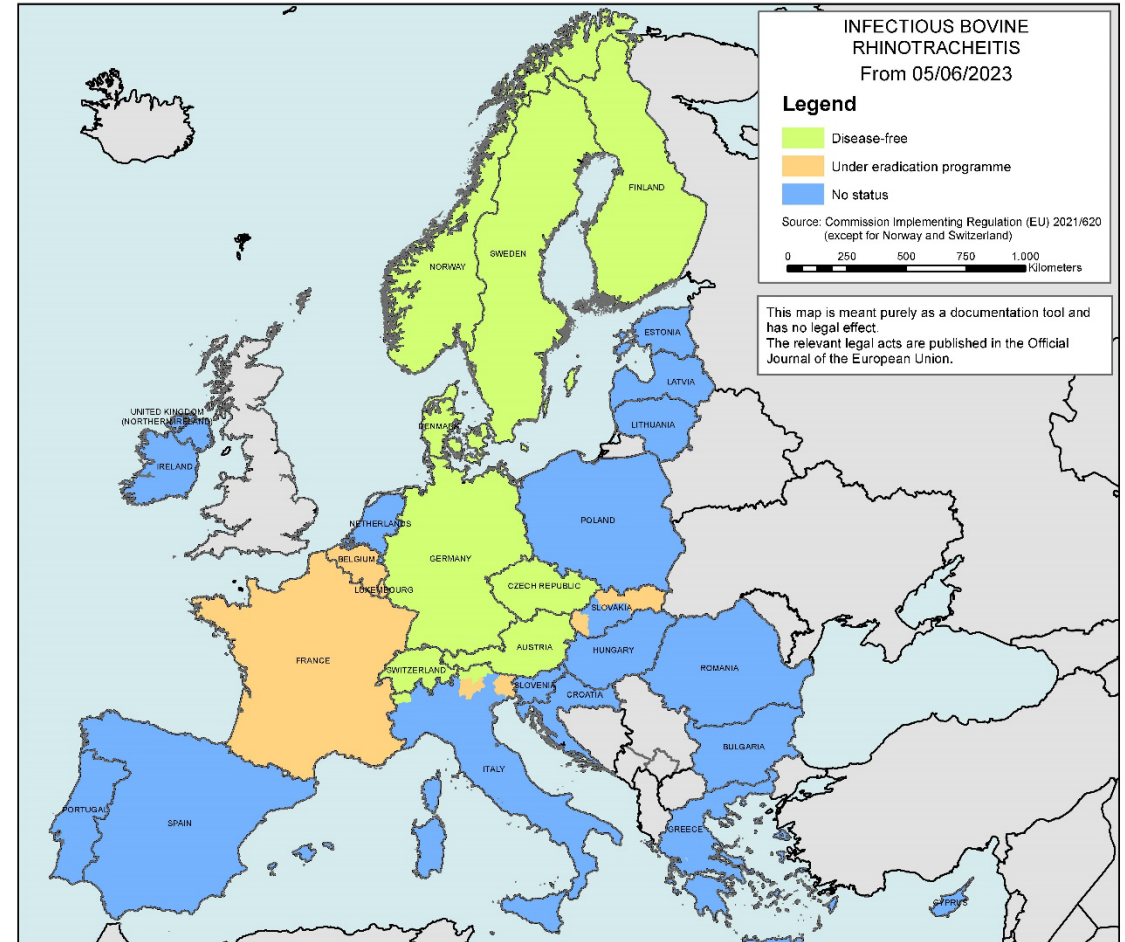 INFECTIOUS BOVINE
RHINOTRACHEITIS
From 05/06/2023
Legend
Disease-free
Under eradication programme
No status
Source: Commission Implementing Regulation (EU) 2021/620
(except for Norway and Switzerland)
0 250 500 750 1.000
Kilometers
This map is meant purely as a documentation tool and
has no legal effect.
The relevant legal acts are published in the Official
Journal of the European Union.
FINLAND
NORWAY
SWEDEN
ESTONIA
LATVIA
UNITED KINGDOM
(NORTHERN IRELAND)
DENMARK
LITHUANIA
IRELAND
NETHERLANDS
POLAND
BELGIUM
GERMANY
LUXEMBOURG
CZECH REPUBLIC
SLOVAKIA
AUSTRIA
HUNGARY
FRANCE
SWITZERLAND
ROMANIA
SLOVENIA
CROATIA
BULGARIA
ITALY
PORTUGAL
SPAIN
GREECE
CYPRUS